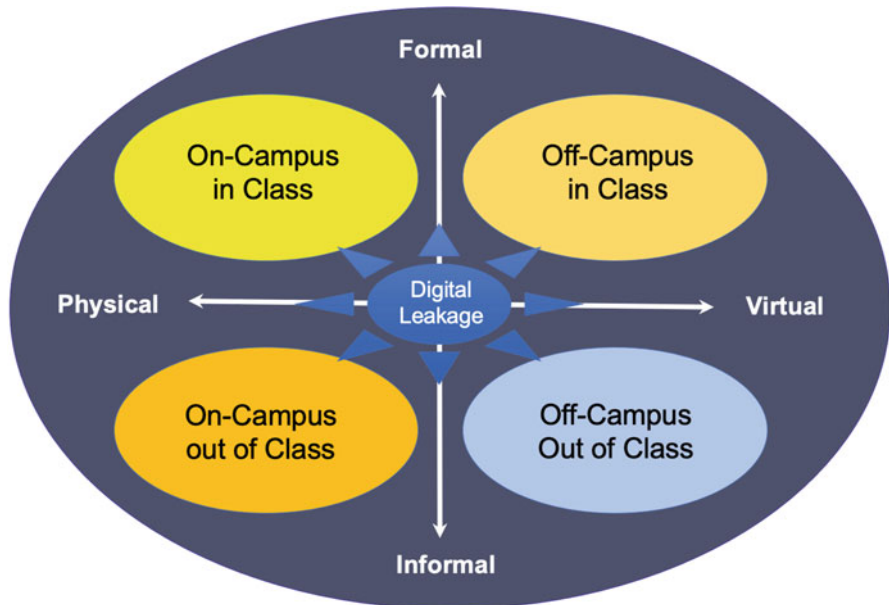 Formal
On-Campus
in Class
Off-Campus
in Class
Physical
Digital
Leakage
Virtual
On-Campus
out of Class
Off-Campus
Out of Class
Informal